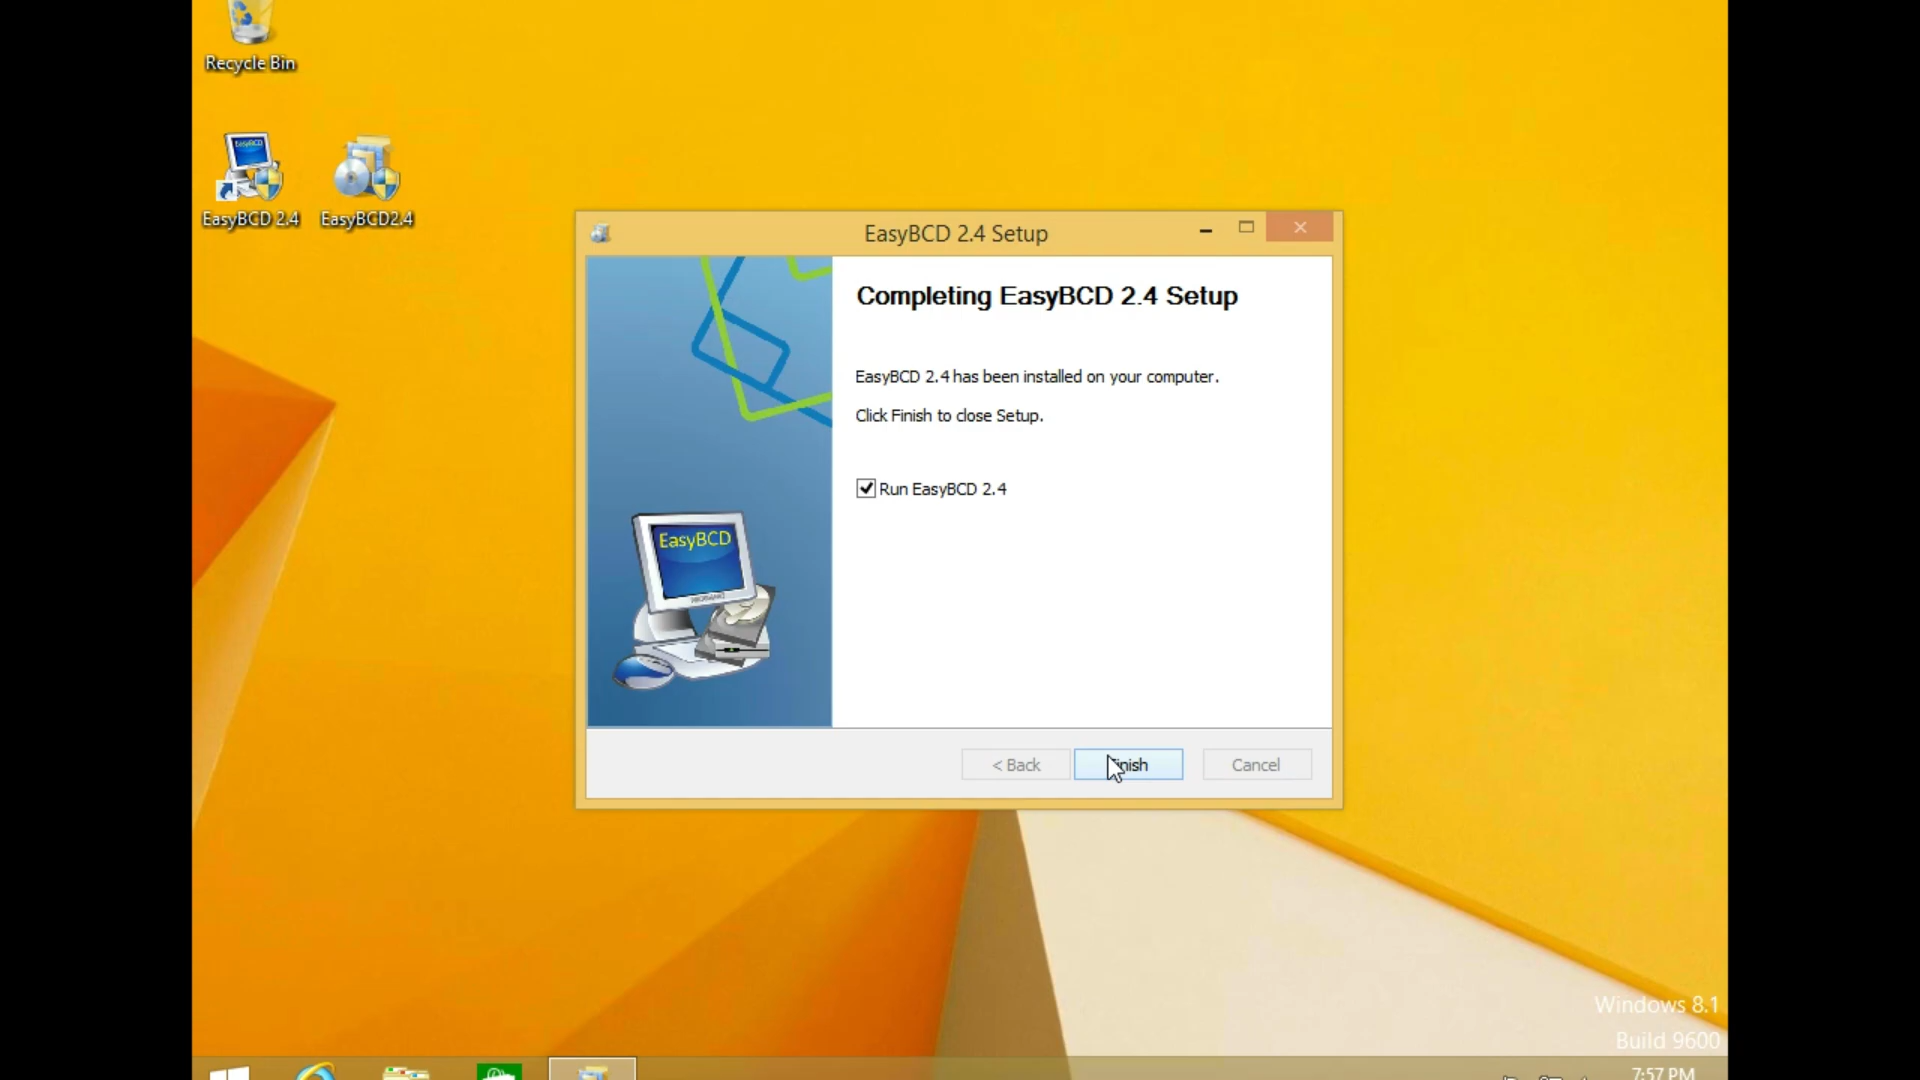 Recycle Bin
EasyBCD 2.4
EasyBCD2.4
EasyBCD
EasyBCD 2.4 Setup
Completing EasyBCD 2.4 Setup
EasyBCD 2.4 has been installed on your computer.
Click Finish to close Setup.
Run EasyBCD 2.4
EasyBCD
< Back
Cancel
Windows 8.1
Build 9600
7:57 PM